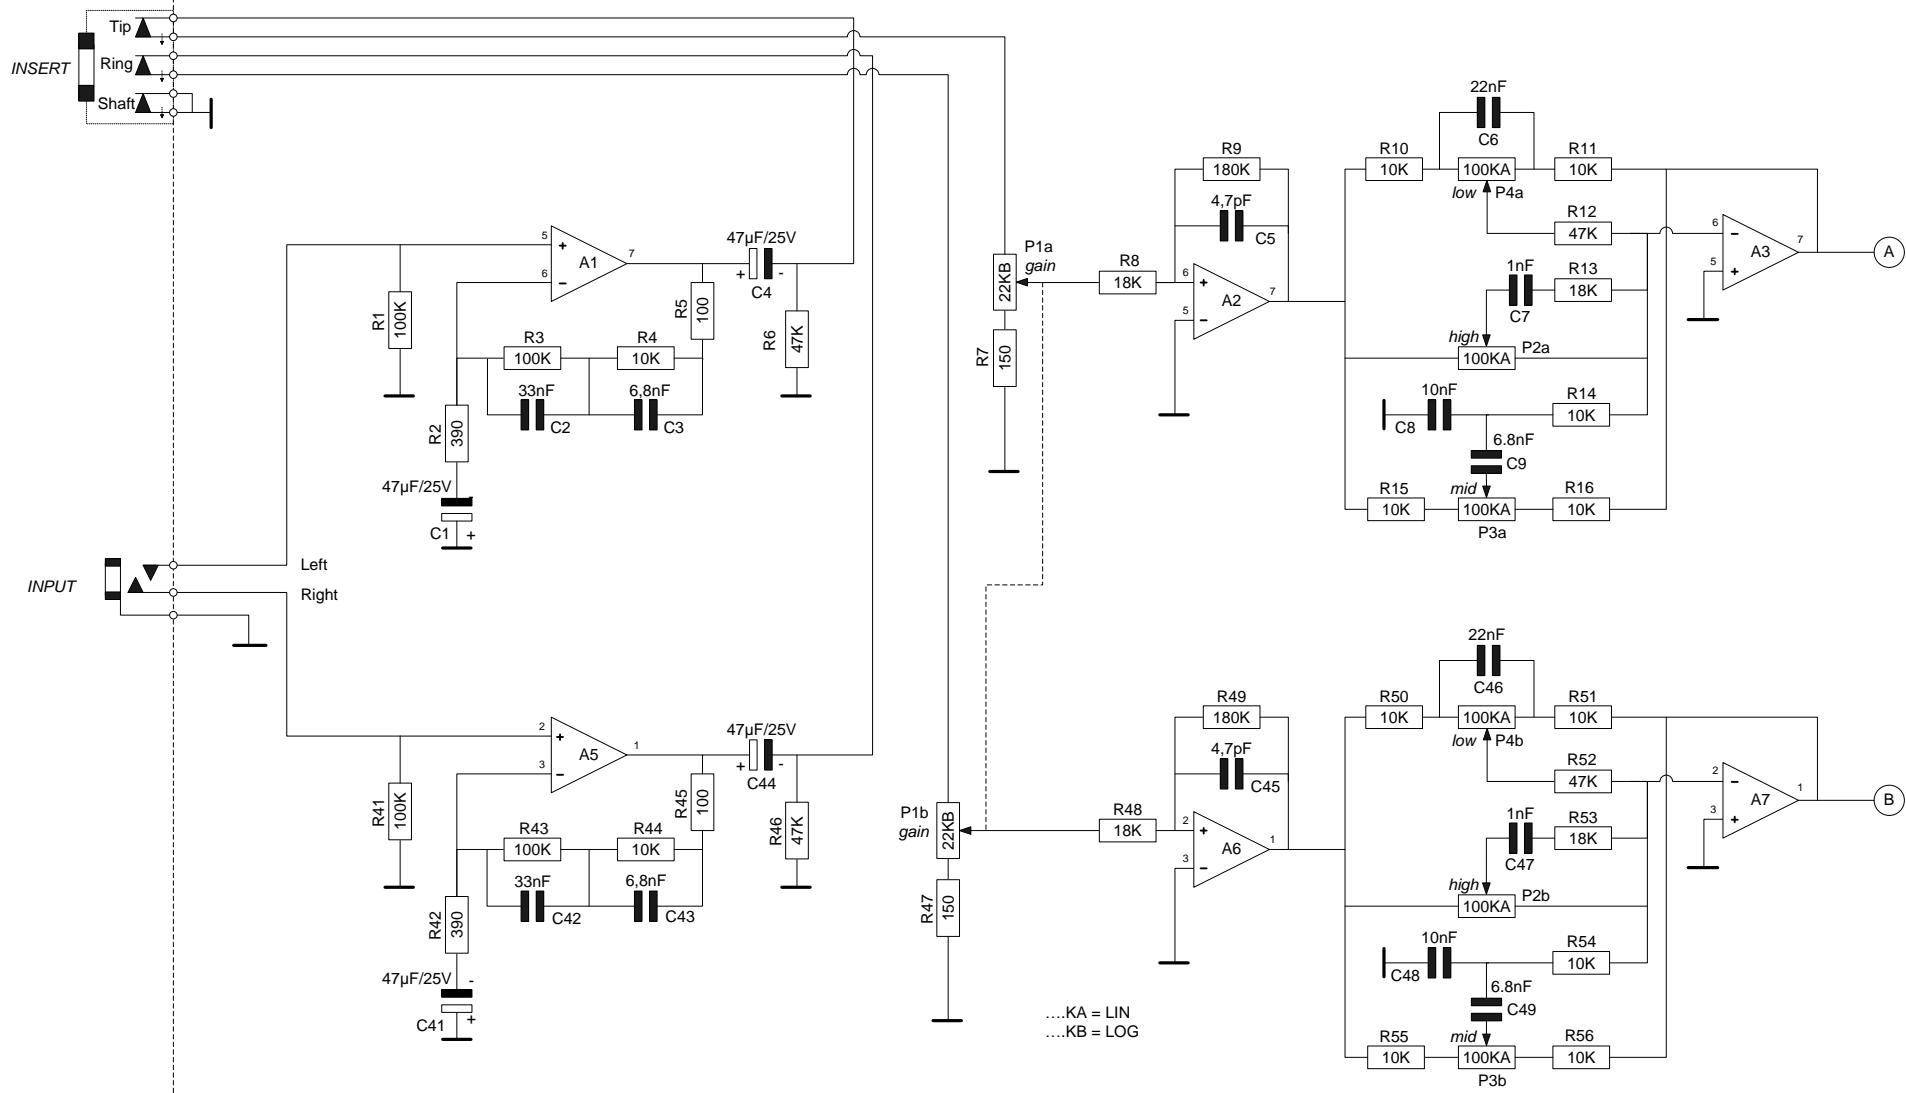 INSERT
Tip
Ring
Shaft
INPUT
Left
Right
R1
100K
5
+
6
−
A1
7
47µF/25V
+
-
C4
R5
100
R6
47K
R3
100K
R4
10K
33nF
C2
6,8nF
C3
R2
390
47µF/25V
-
C1
+
R41
100K
2
+
3
−
A5
1
47µF/25V
+
-
C44
R45
100
R46
47K
R43
100K
R44
10K
33nF
C42
6,8nF
C43
R42
390
47µF/25V
-
C41
+
P1a
gain
22KB
R7
150
R8
18K
R9
180K
4,7pF
C5
6
+
5
−
A2
7
22nF
C6
R10
10K
100KA
R11
10K
low
P4a
R12
47K
1nF
C7
R13
18K
high
P2a
100KA
10nF
C8
R14
10K
6.8nF
C9
R15
10K
mid
100KA
P3a
R16
10K
6
−
5
+
A3
7
A
P1b
gain
22KB
R47
150
R48
18K
R49
180K
4,7pF
C45
2
+
3
−
A6
1
22nF
C46
R50
10K
100KA
R51
10K
low
P4b
R52
47K
1nF
C47
R53
18K
high
P2b
100KA
10nF
C48
R54
10K
6.8nF
C49
R55
10K
mid
100KA
P3b
R56
10K
2
−
3
+
A7
1
B
….KA = LIN
….KB = LOG